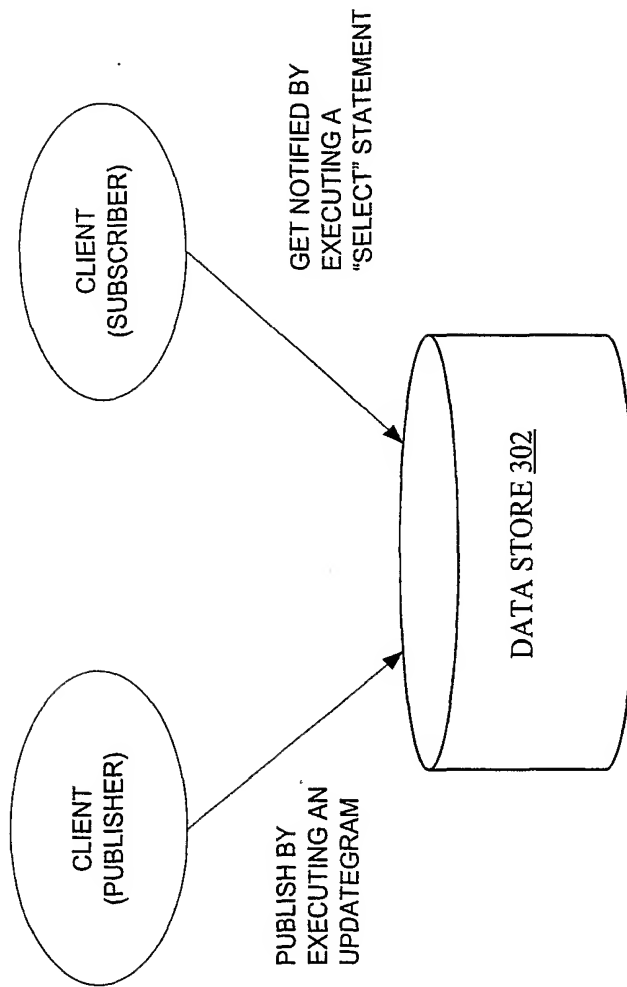 CLIENT
(PUBLISHER)
CLIENT
(SUBSCRIBER)
PUBLISH BY
EXECUTING AN
UPDATEGRAM
GET NOTIFIED BY
EXECUTING A
“SELECT” STATEMENT
DATA STORE 302